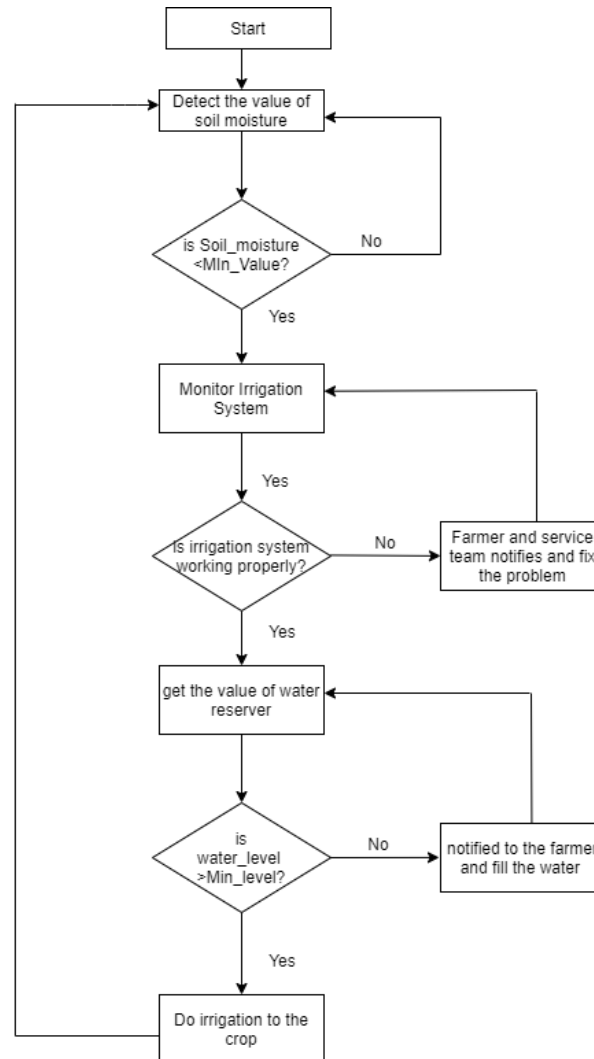 Start
Detect the value of
soil moisture
is Soil_moisture
<MIn_Value?
No
Yes
Monitor Irrigation
System
Yes
Is irrigation system
working properly?
No
Farmer and service
team notifies and fix
the problem
Yes
get the value of water
reserver
is
water_level
>Min_level?
No
notified to the farmer
and fill the water
Yes
Do irrigation to the
crop